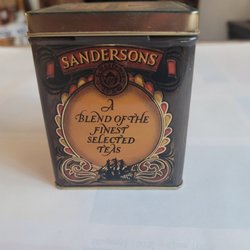 SANDERSONS
A
BLEND OF THE
FINEST
SELECTED
TEAS